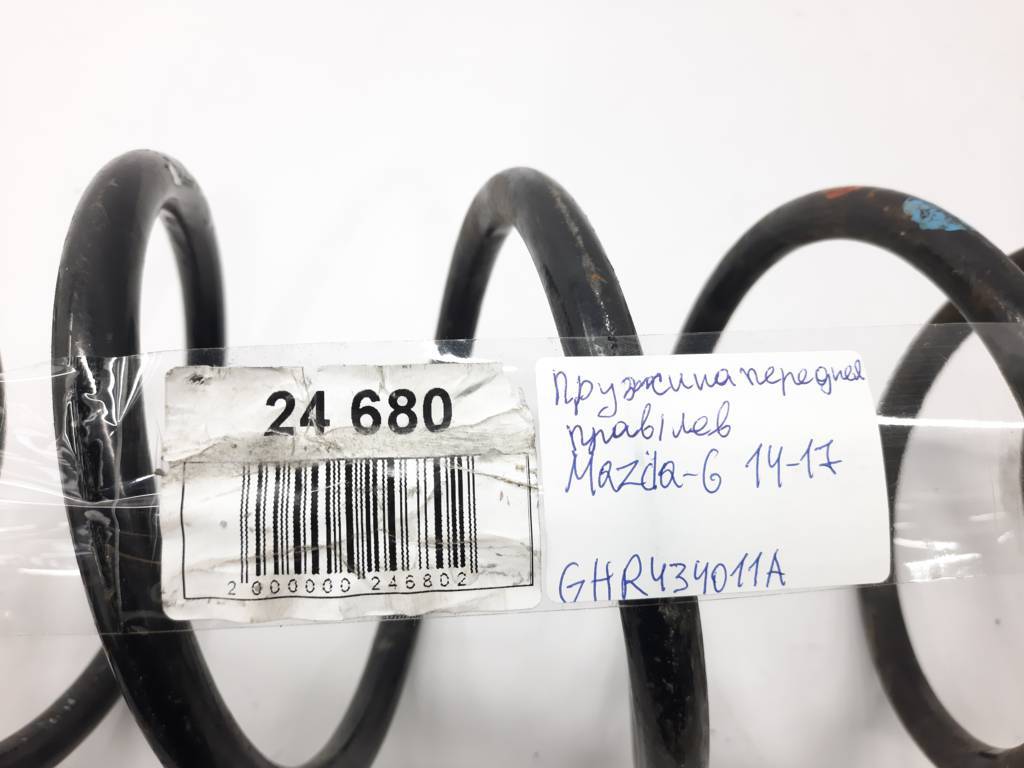 24 680
2 000000 246802
Пружина передняя
прав/лев
Mazda-6 14-17
GHR434011A